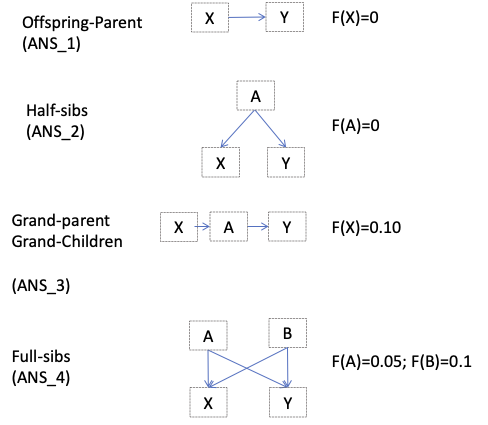 Offspring-Parent
(ANS_1)
X
Y
F(X)=0
Half-sibs
(ANS_2)
A
X
Y
F(A)=0
Grand-parent
Grand-Children
(ANS_3)
X
A
Y
F(X)=0.10
Full-sibs
(ANS_4)
A
B
X
Y
F(A)=0.05; F(B)=0.1